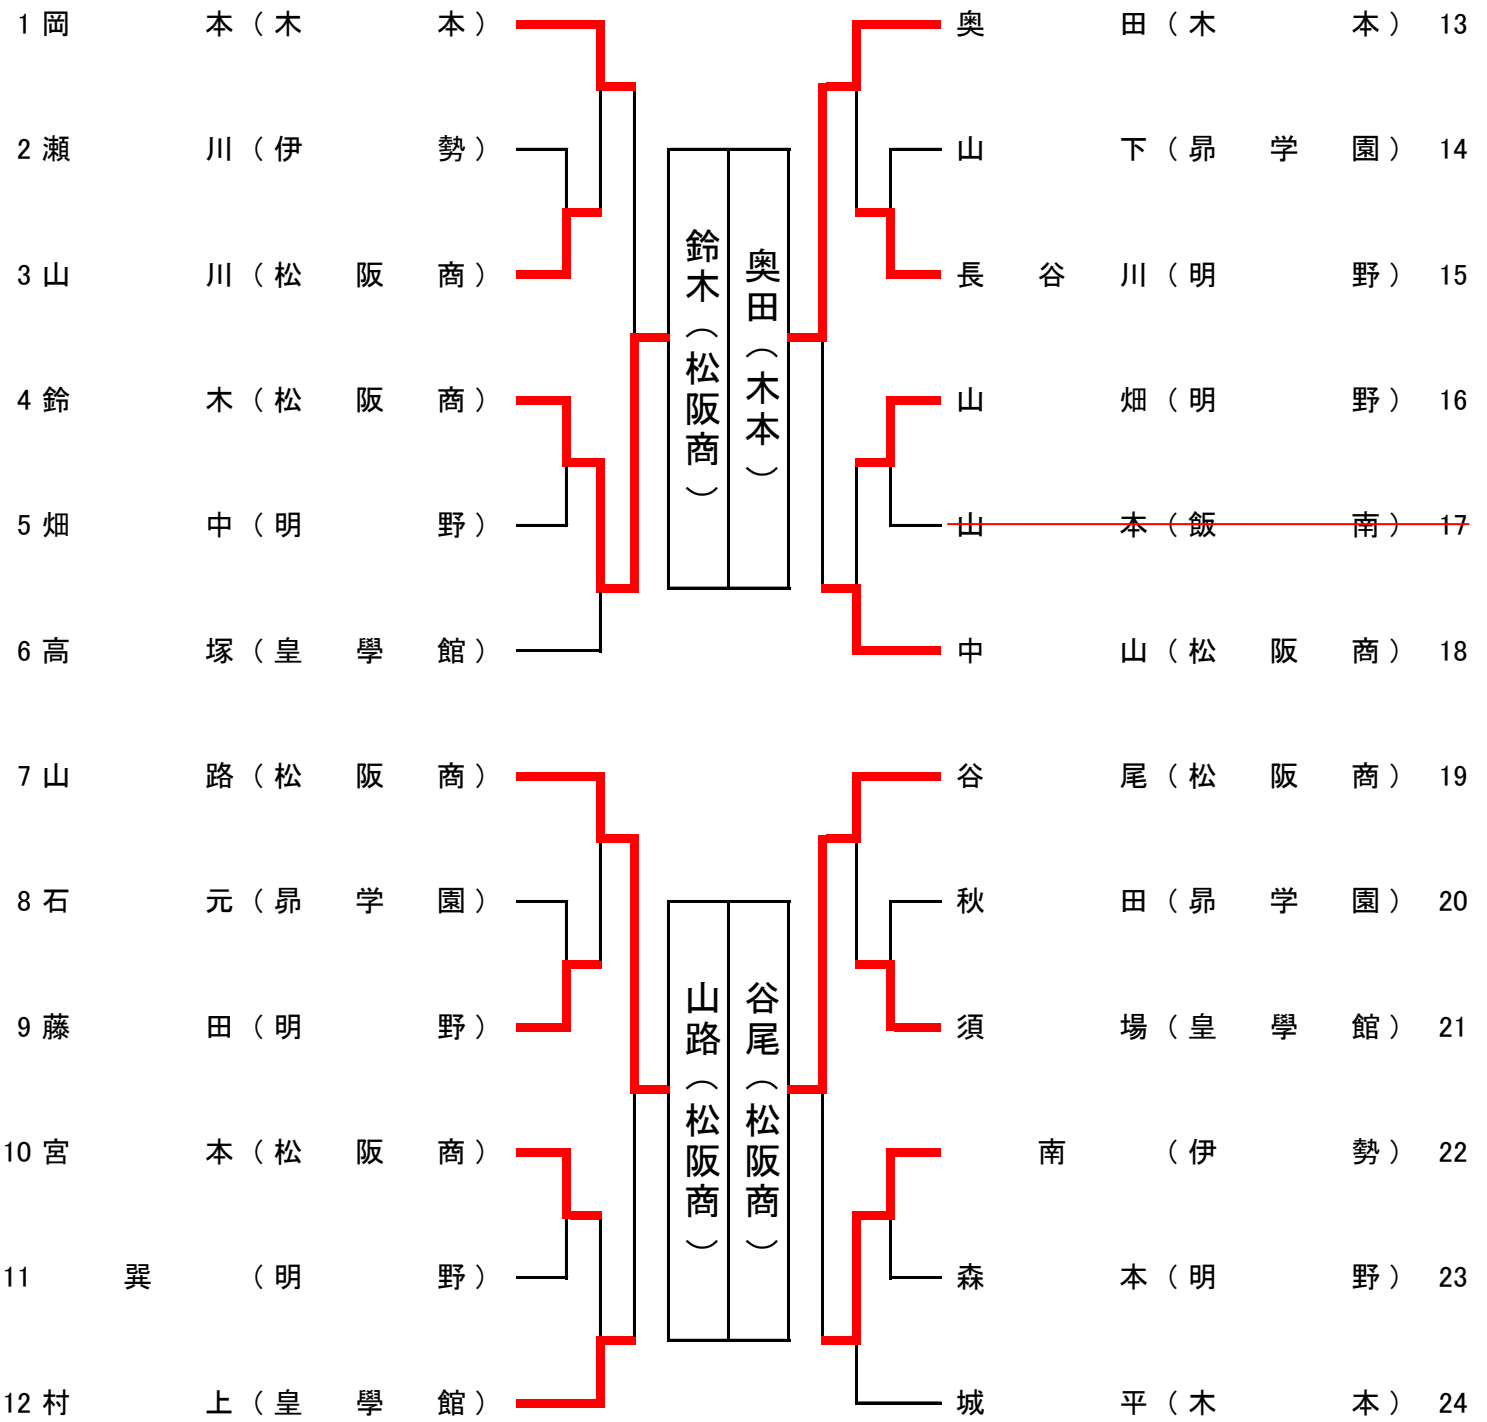 1 岡本（木本）
2 瀬川（伊勢）
3 山川（松阪商）
4 鈴木（松阪商）
5 畑中（明野）
6 高塚（皇學館）
7 山路（松阪商）
8 石元（昴学園）
9 藤田（明野）
10 宮本（松阪商）
11 巽（明野）
12 村上（皇學館）
鈴木（松阪商）
奥田（木本）
山路（松阪商）
谷尾（松阪商）
奥田（木本） 13
山下（昴学園） 14
長谷川（明野） 15
山畑（明野） 16
山本（飯南） 17
中山（松阪商） 18
谷尾（松阪商） 19
秋田（昴学園） 20
須場（皇學館） 21
南（伊勢） 22
森本（明野） 23
城平（木本） 24